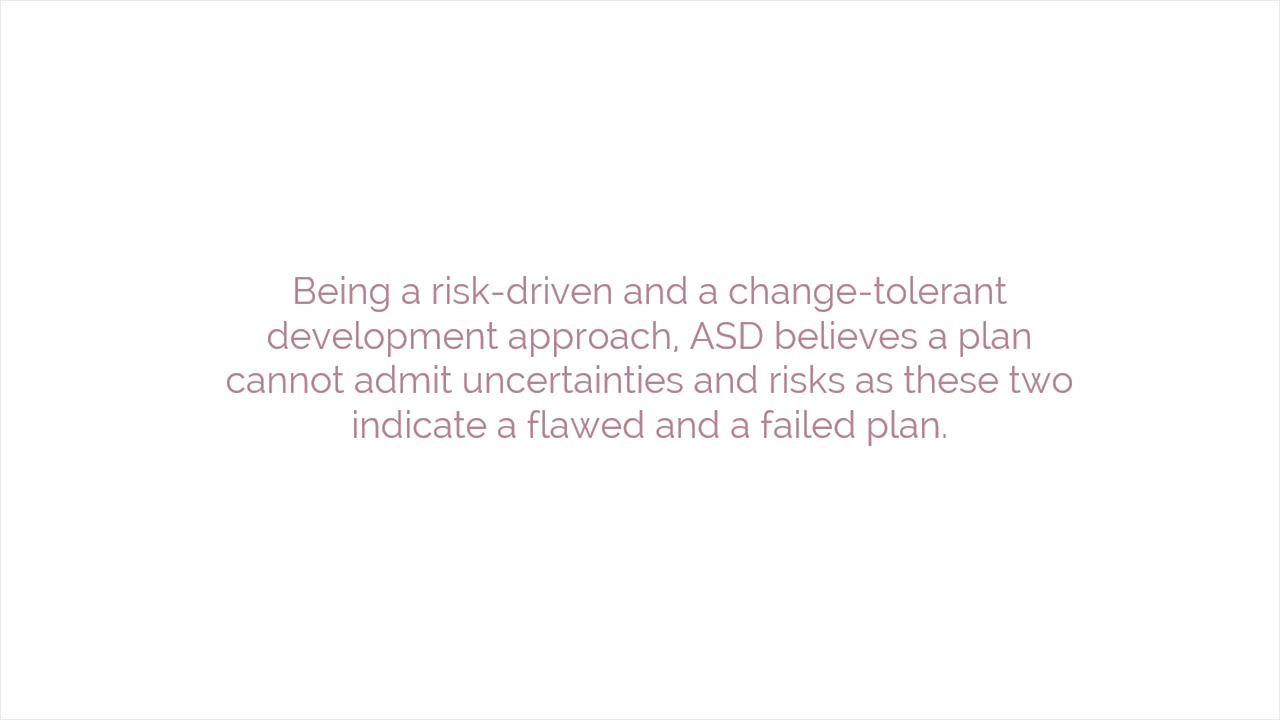 Being a risk-driven and a change-tolerant
development approach, ASD believes a plan
cannot admit uncertainties and risks as these two
indicate a flawed and a failed plan.